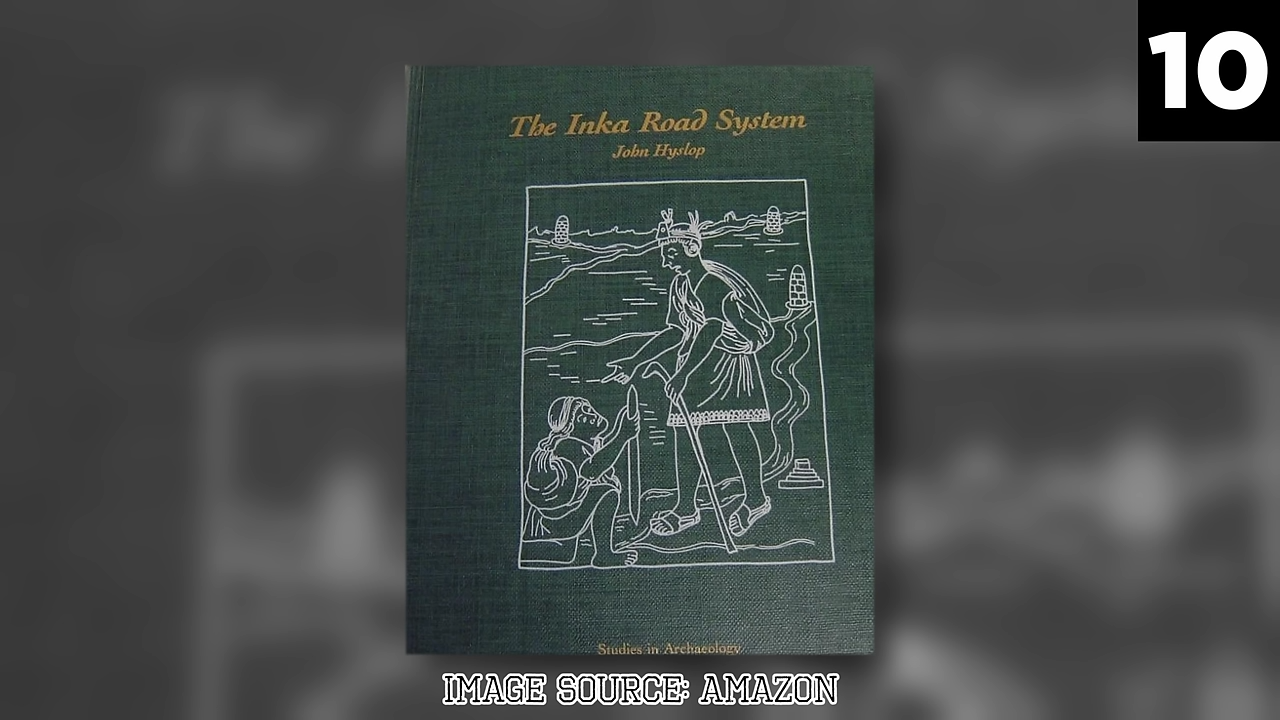 10
The Inka Road System
John Hyslop
Studies in Archaeology
IMAGE SOURCE: AMAZON